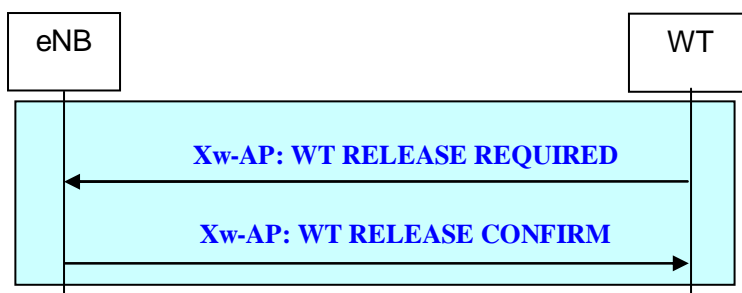 eNB
WT
Xw-AP: WT RELEASE REQUIRED
Xw-AP: WT RELEASE CONFIRM